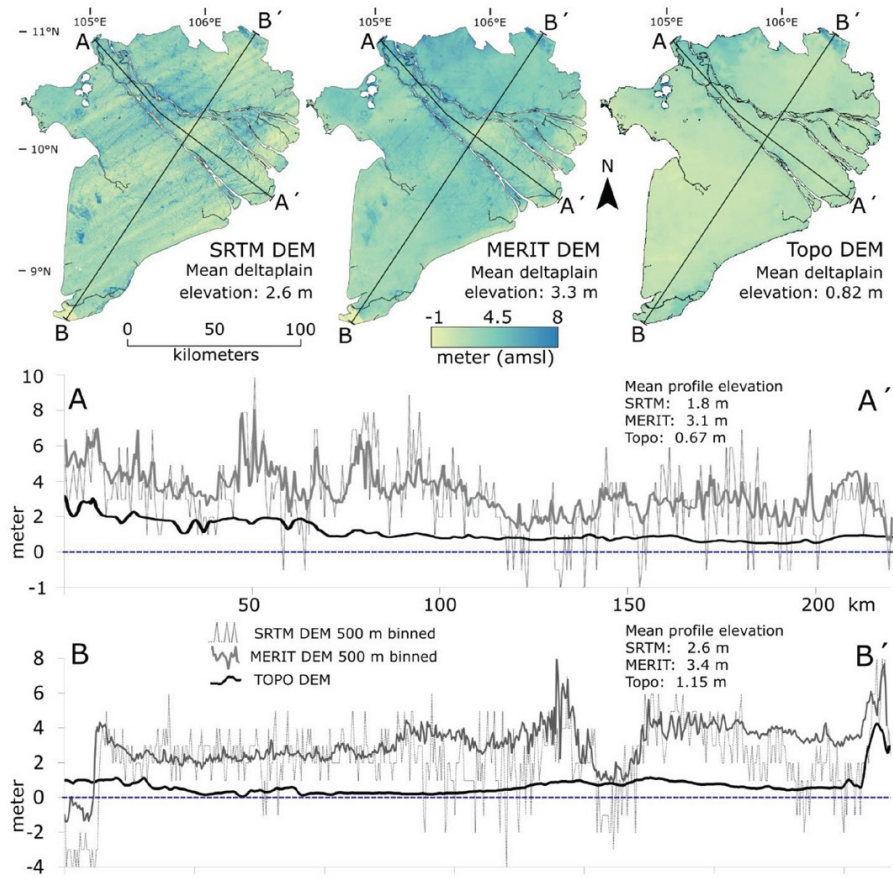 105°E 106°E
105°E 106°E
105°E 106°E
11°N
10°N
9°N
A B´
A´
B
SRTM DEM
Mean deltaplain
elevation: 2.6 m
0 50 100
kilometers
A B´
A´
B
MERIT DEM
Mean deltaplain
elevation: 3.3 m
-1 4.5 8
meter (amsl)
N
A B´
A´
B
Topo DEM
Mean deltaplain
elevation: 0.82 m
A
A´
Mean profile elevation
SRTM: 1.8 m
MERIT: 3.1 m
Topo: 0.67 m
meter
10
8
6
4
2
0
-1
50 100 150 200 km
B
B´
SRTM DEM 500 m binned
MERIT DEM 500 m binned
TOPO DEM
Mean profile elevation
SRTM: 2.6 m
MERIT: 3.4 m
Topo: 1.15 m
meter
8
6
4
2
0
-2
-4